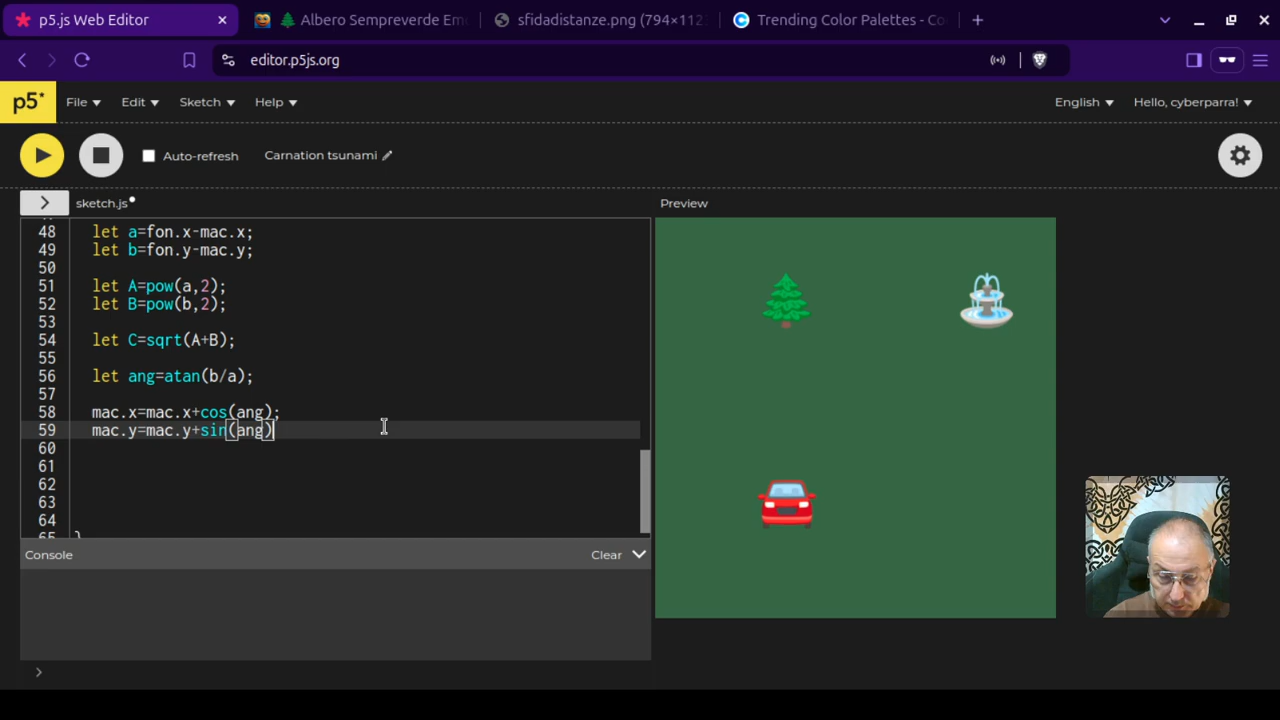 p5.js Web Editor
Albero Sempreverde Em
sfidadistanze.png (794×112
Trending Color Palettes - Co
editor.p5js.org
p5*
File
Edit
Sketch
Help
English
Hello, cyberparra!
Auto-refresh
Carnation tsunami
sketch.js
Preview
48 let a=fon.x-mac.x;
49 let b=fon.y-mac.y;
50
51 let A=pow(a,2);
52 let B=pow(b,2);
53
54 let C=sqrt(A+B);
55
56 let ang=atan(b/a);
57
58 mac.x=mac.x+cos(ang);
59 mac.y=mac.y+sin(ang)
60
61
62
63
64
65 }
Console
Clear